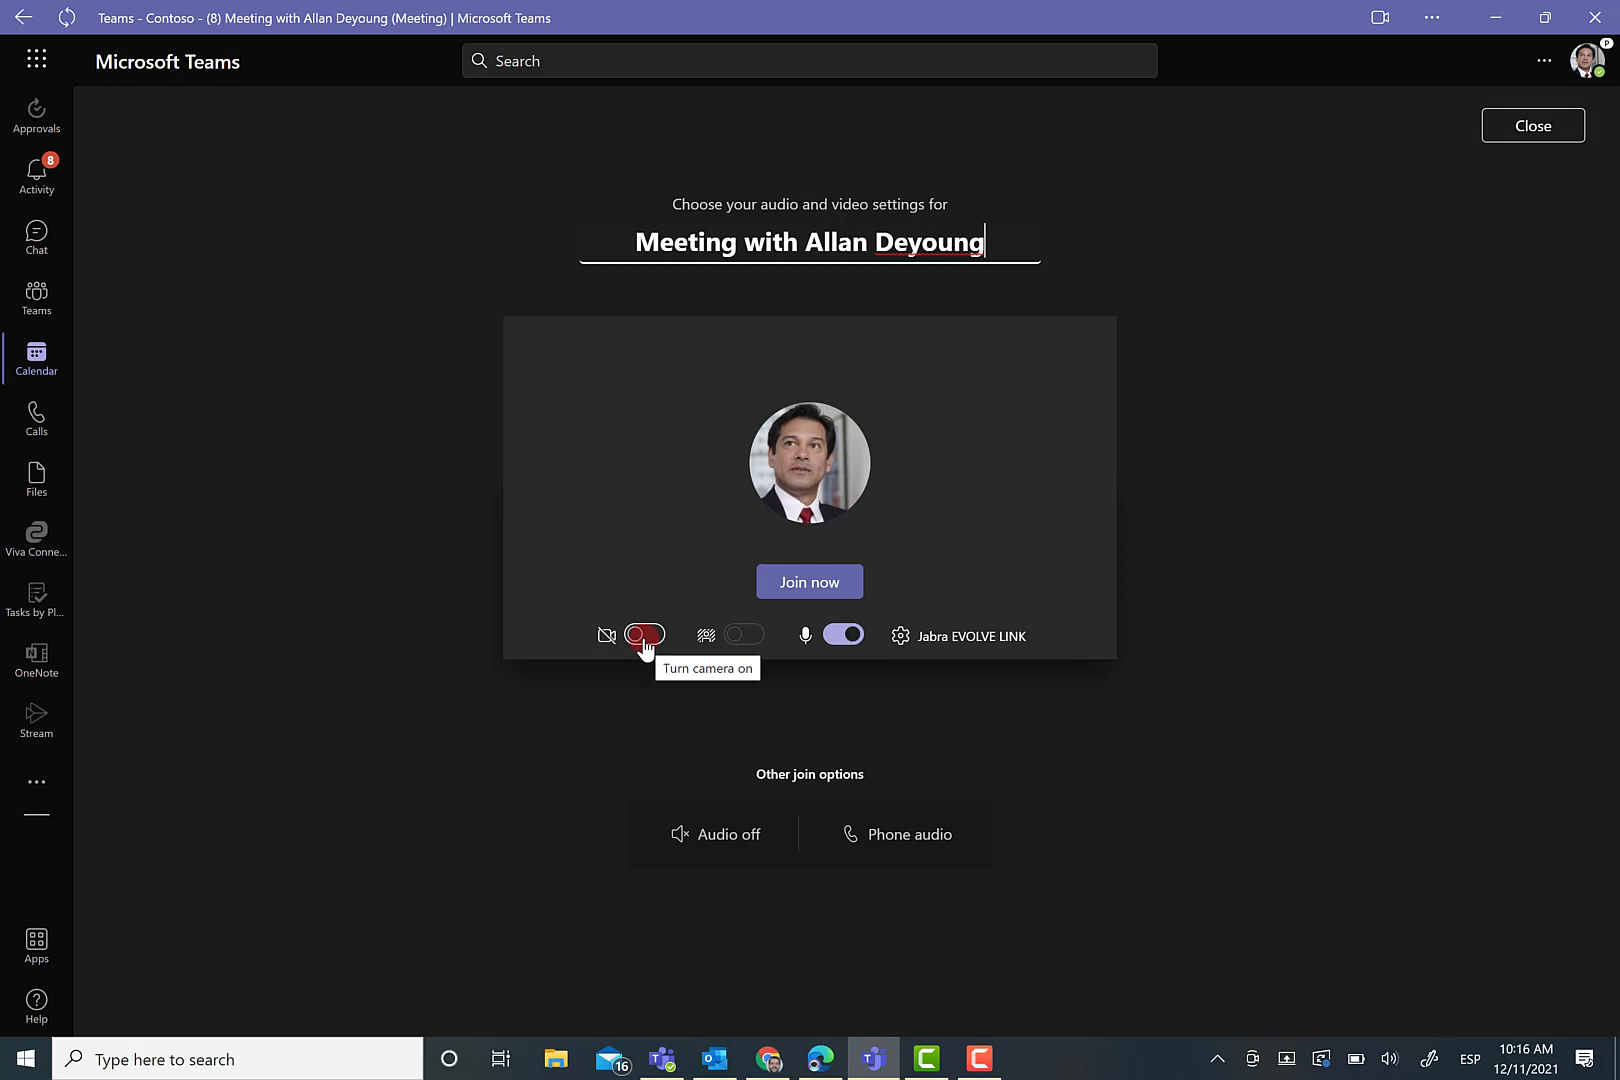 Teams - Contoso - (8) Meeting with Allan Deyoung (Meeting) | Microsoft Teams
Microsoft Teams
Search
P
Approvals
8
Activity
Chat
Teams
Calendar
Calls
Files
Viva Conne...
Tasks by Pl...
OneNote
Stream
Apps
Help
Close
Choose your audio and video settings for
Meeting with Allan Deyoung
Join now
Jabra EVOLVE LINK
Turn camera on
Other join options
Audio off
Phone audio
Type here to search
16
ESP
10:16 AM
12/11/2021